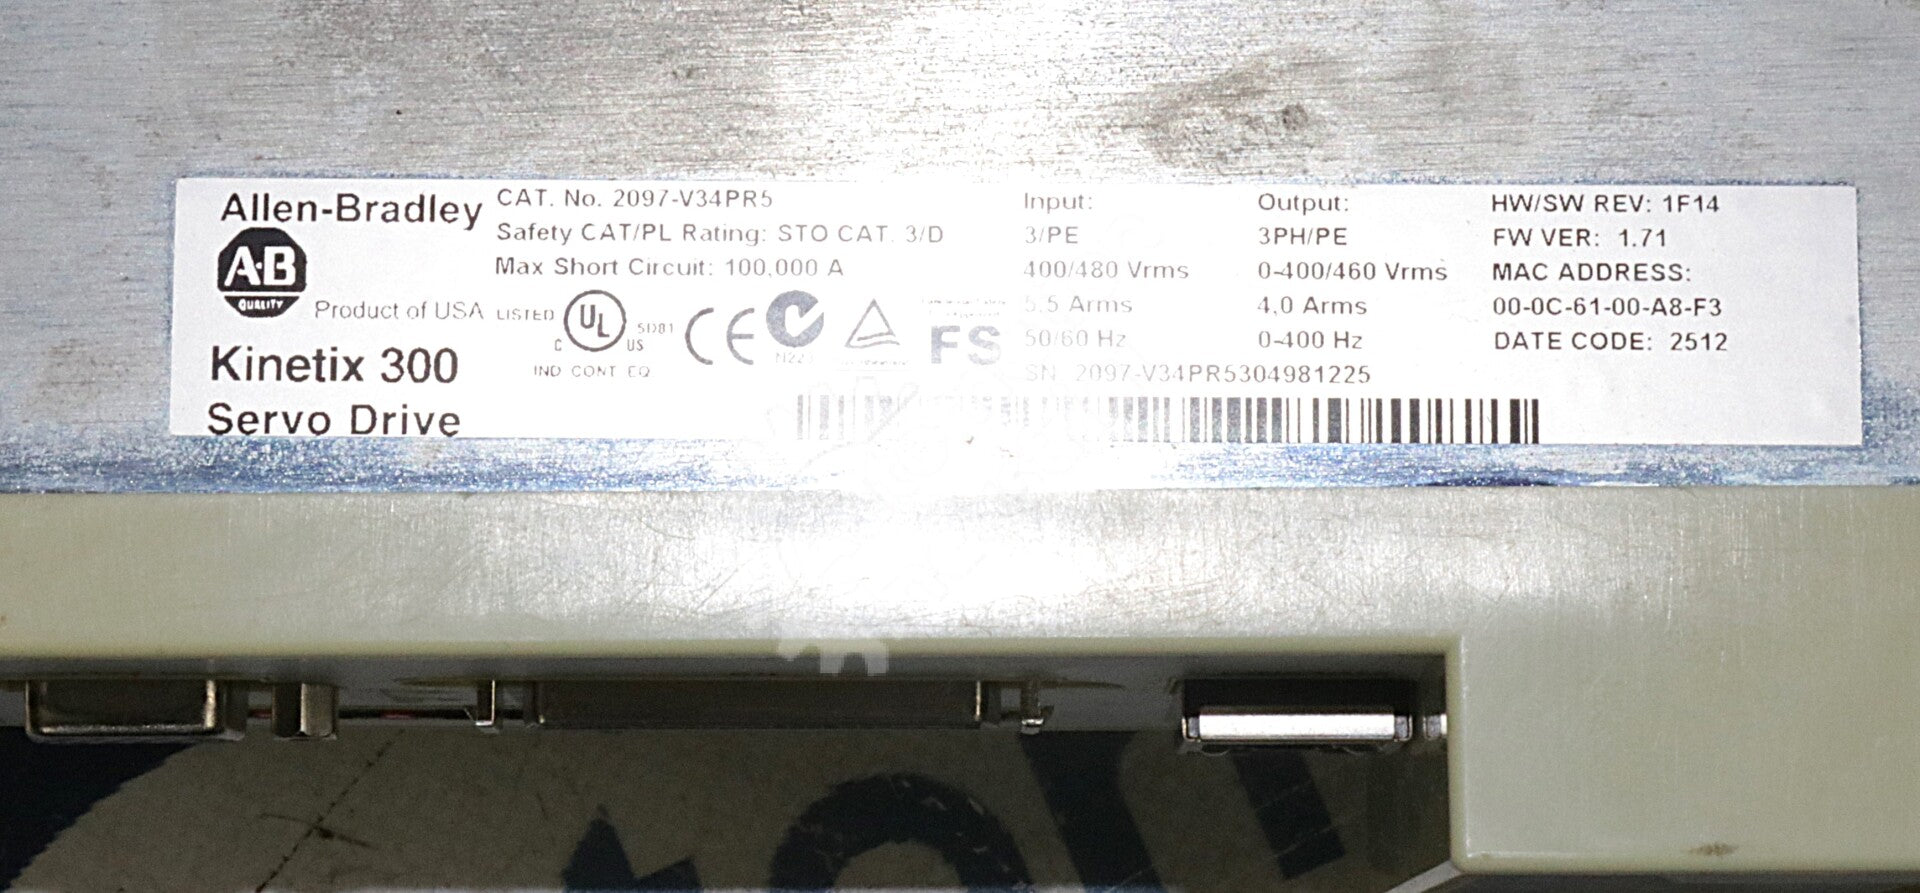 Allen-Bradley
A·B
QUALITY
Product of USA
Kinetix 300
Servo Drive
CAT. No. 2097-V34PR5
Safety CAT/PL Rating: STO CAT. 3/D
Max Short Circuit: 100,000 A
LISTED
UL
C US
5D81
IND CONT EQ
CE
FS
Input:
3/PE
400/480 Vrms
5.5 Arms
50/60 Hz
Output:
3PH/PE
0-400/460 Vrms
4.0 Arms
0-400 Hz
SN 2097-V34PR5304981225
HW/SW REV: 1F14
FW VER: 1.71
MAC ADDRESS:
00-0C-61-00-A8-F3
DATE CODE: 2512